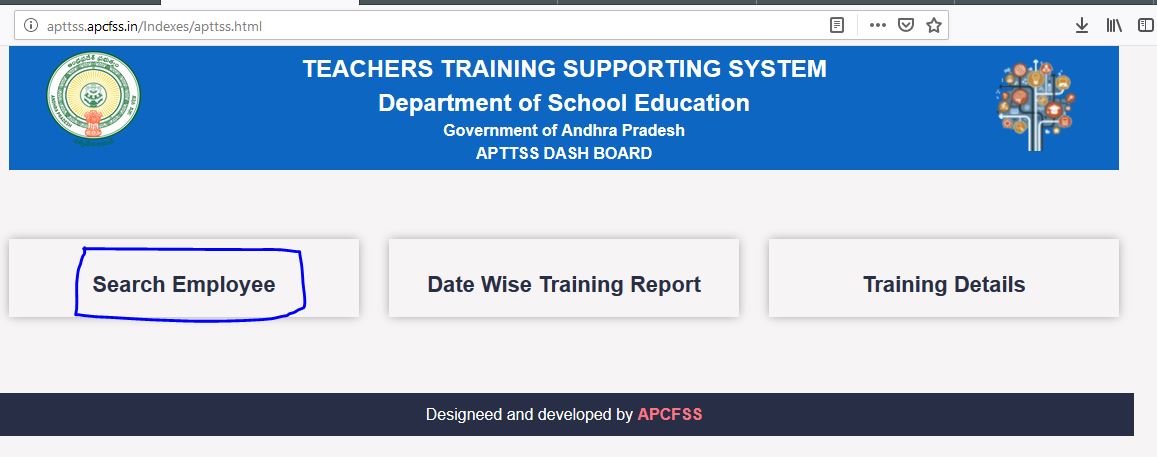 apttss.apcfss.in/Indexes/apttss.html
TEACHERS TRAINING SUPPORTING SYSTEM
Department of School Education
Government of Andhra Pradesh
APTTSS DASH BOARD
Search Employee
Date Wise Training Report
Training Details
Designeed and developed by APCFSS